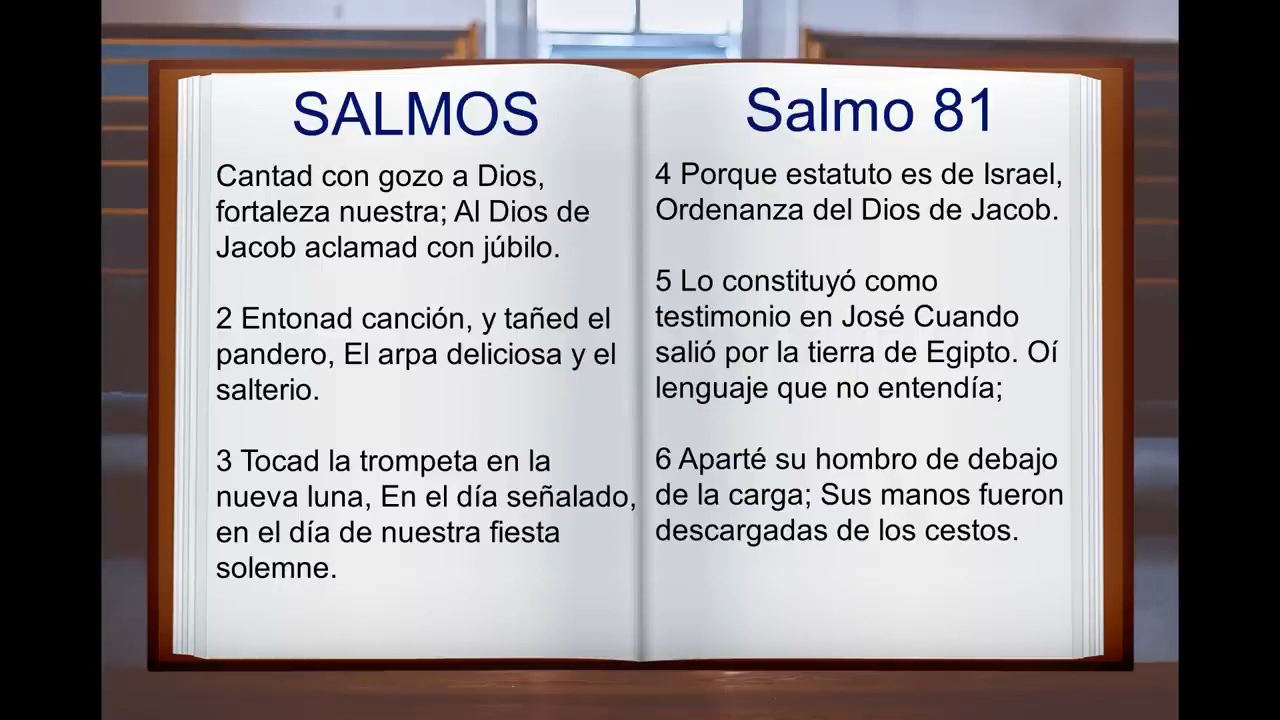 SALMOS
Cantad con gozo a Dios,
fortaleza nuestra; Al Dios de
Jacob aclamad con júbilo.
2 Entonad canción, y tañed el
pandero, El arpa deliciosa y el
salterio.
3 Tocad la trompeta en la
nueva luna, En el día señalado,
en el día de nuestra fiesta
solemne.
Salmo 81
4 Porque estatuto es de Israel,
Ordenanza del Dios de Jacob.
5 Lo constituyó como
testimonio en José Cuando
salió por la tierra de Egipto. Oí
lenguaje que no entendía;
6 Aparté su hombro de debajo
de la carga; Sus manos fueron
descargadas de los cestos.